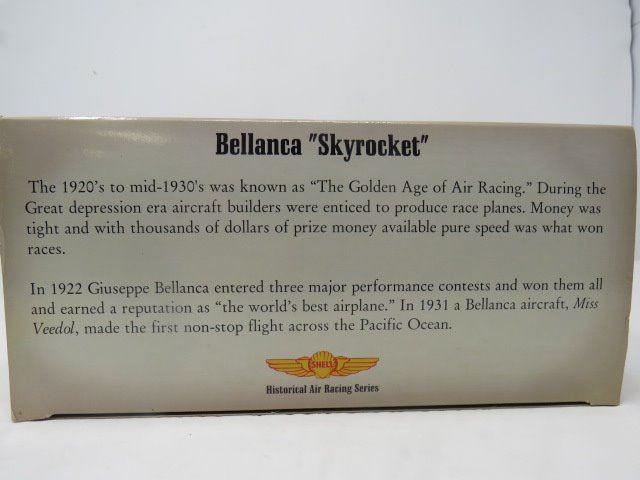 Bellanca "Skyrocket"
The 1920's to mid-1930's was known as “The Golden Age of Air Racing.” During the
Great depression era aircraft builders were enticed to produce race planes. Money was
tight and with thousands of dollars of prize money available pure speed was what won
races.
In 1922 Giuseppe Bellanca entered three major performance contests and won them all
and earned a reputation as “the world's best airplane.” In 1931 a Bellanca aircraft, Miss
Veedol, made the first non-stop flight across the Pacific Ocean.
SHELL
Historical Air Racing Series